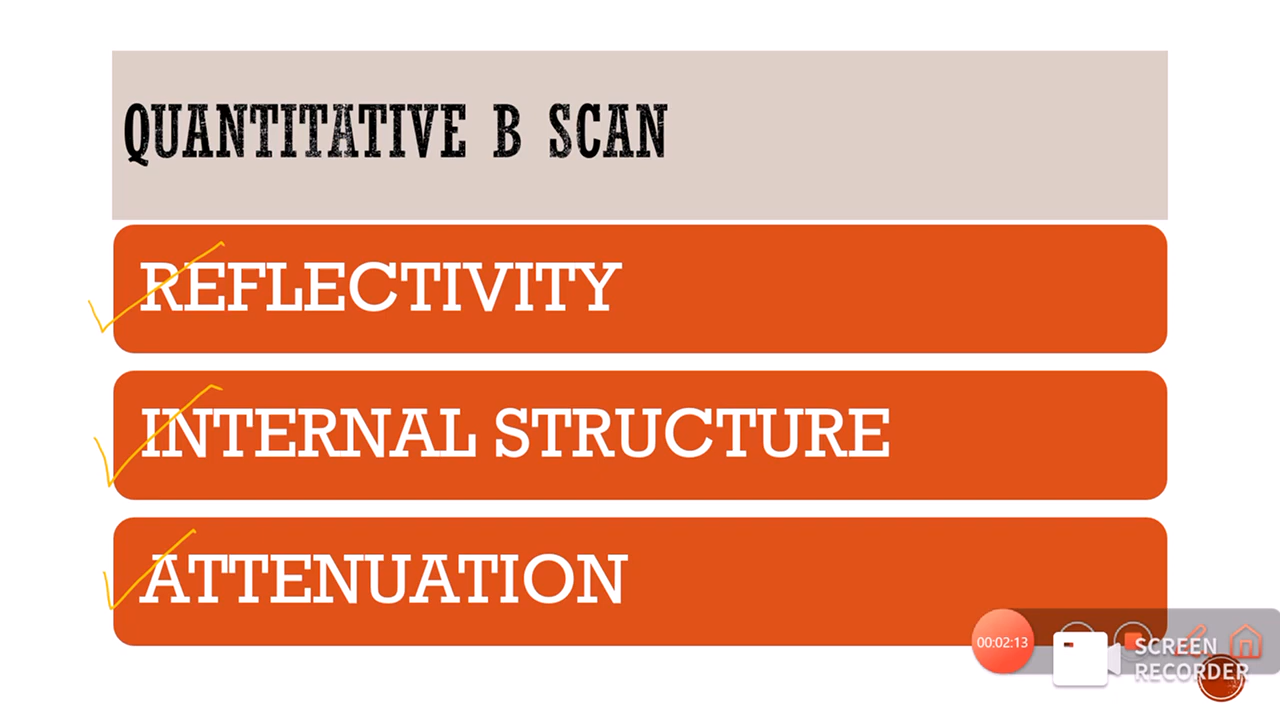 QUANTITATIVE B SCAN
REFLECTIVITY
INTERNAL STRUCTURE
ATTENUATION
00:02:13
SCREEN
RECORDER